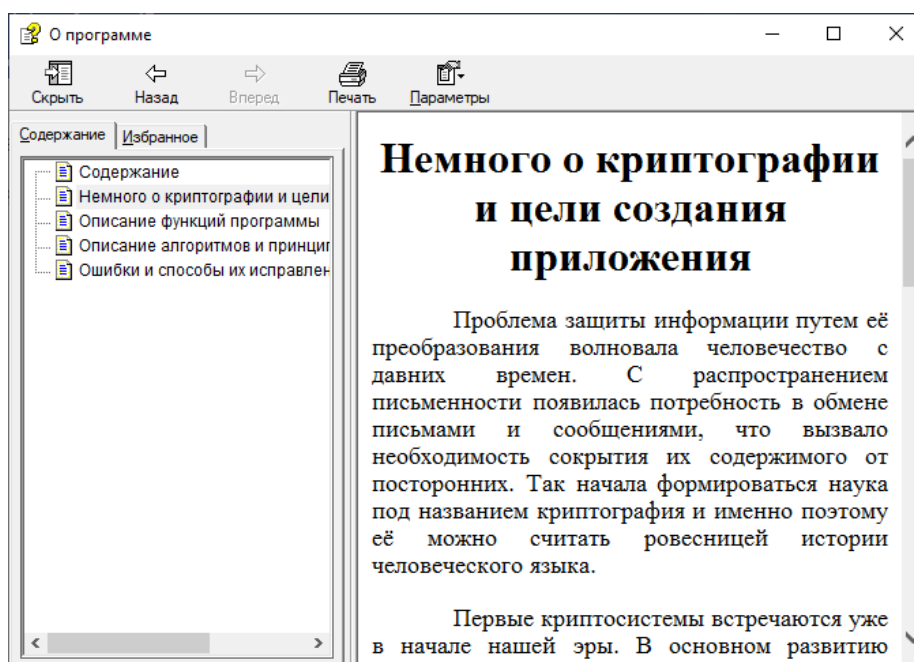 О программе
Скрыть Назад Вперед Печать Параметры
Содержание Избранное
Содержание
Немного о криптографии и цели
Описание функций программы
Описание алгоритмов и
Ошибки и способы их
Немного о криптографии
и цели создания
приложения
Проблема защиты информации путем её
преобразования волновала человечество с
давних времен. С распространением
письменности появилась потребность в обмене
письмами и сообщениями, что вызвало
необходимость сокрытия их содержимого от
посторонних. Так начала формироваться наука
под названием криптография и именно поэтому
её можно считать ровесницей истории
человеческого языка.
Первые криптосистемы встречаются уже
в начале нашей эры. В основном развитию